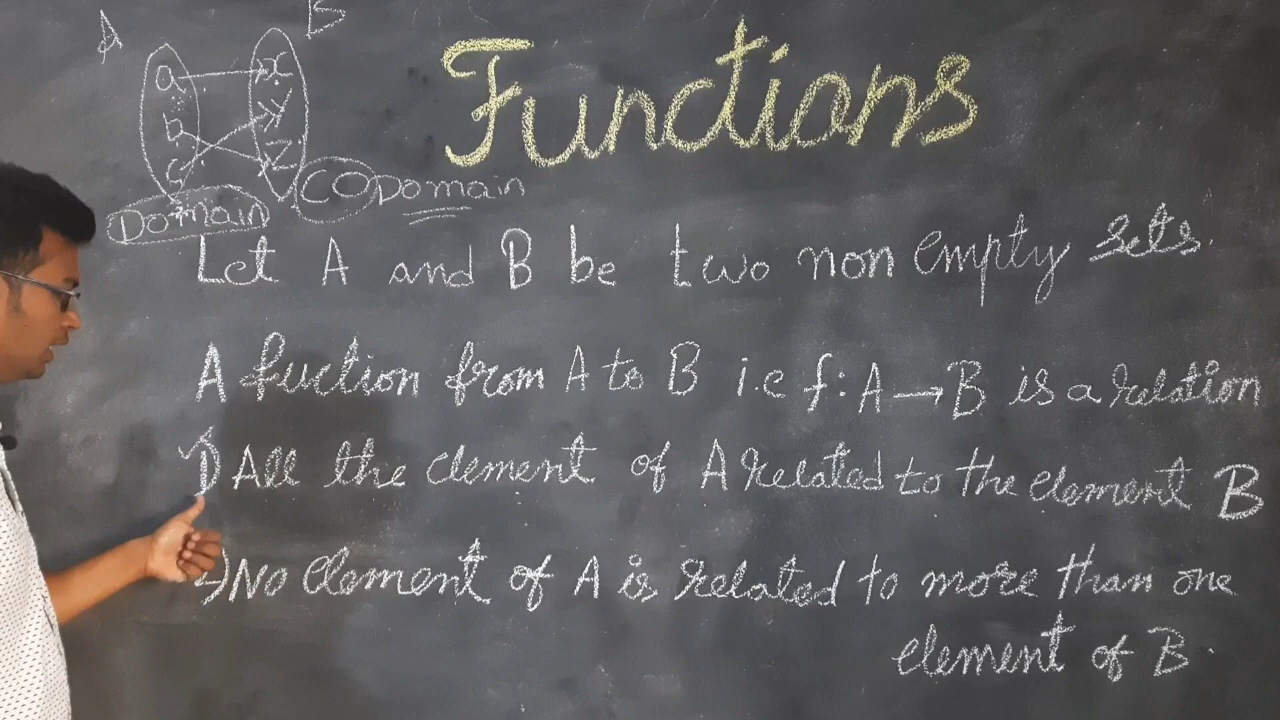 A B
Functions
a x
b y
c z
Domain CODomain
Let A and B be two non empty sets.
A fuction from A to B i.e f: A → B is a relation
1) All the element of A related to the element B
2) No element of A is related to more than one
element of B.